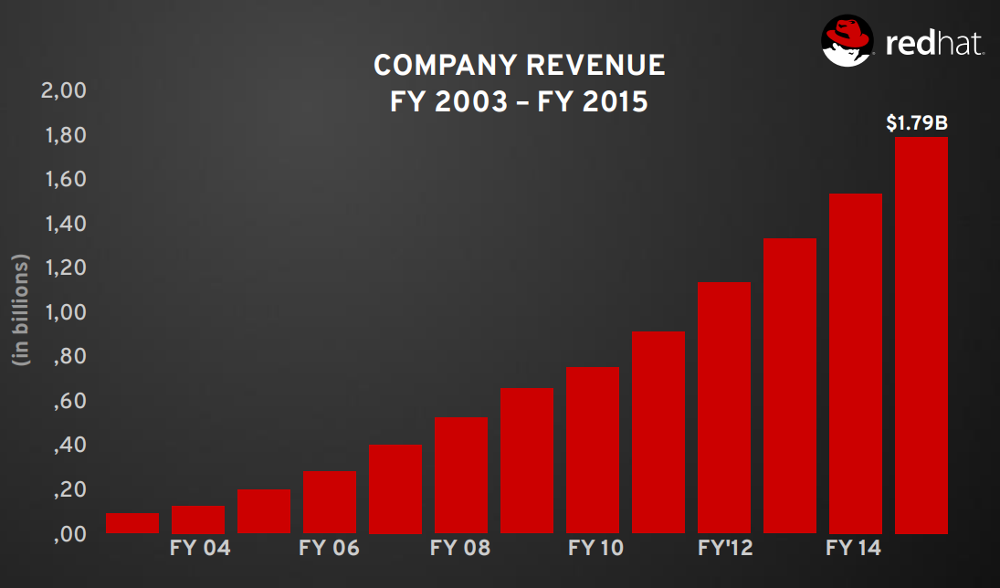 redhat.
COMPANY REVENUE
FY 2003 – FY 2015
2,00
1,80
1,60
1,40
1,20
1,00
,80
,60
,40
,20
,00
(in billions)
$1.79B
FY 04 FY 06 FY 08 FY 10 FY'12 FY 14